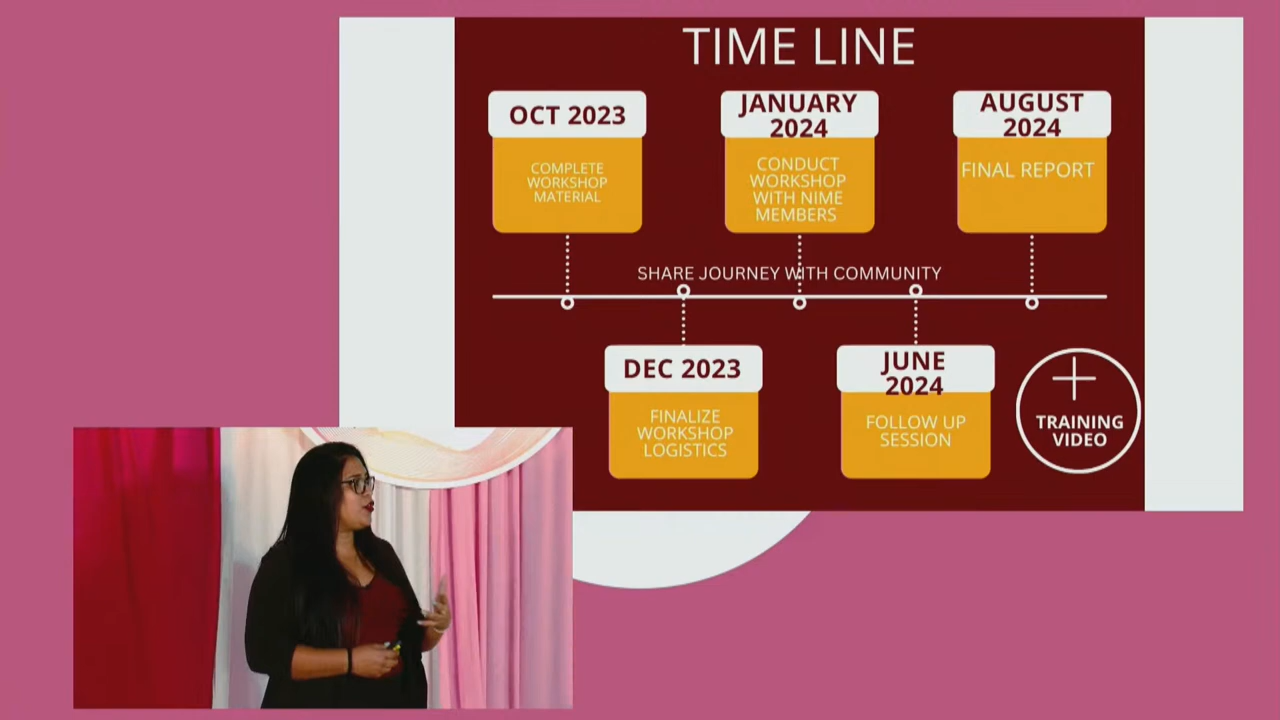 TIME LINE
OCT 2023
COMPLETE
WORKSHOP
MATERIAL
JANUARY
2024
CONDUCT
WORKSHOP
WITH NIME
MEMBERS
AUGUST
2024
FINAL REPORT
SHARE JOURNEY WITH COMMUNITY
DEC 2023
FINALIZE
WORKSHOP
LOGISTICS
JUNE
2024
FOLLOW UP
SESSION
TRAINING
VIDEO